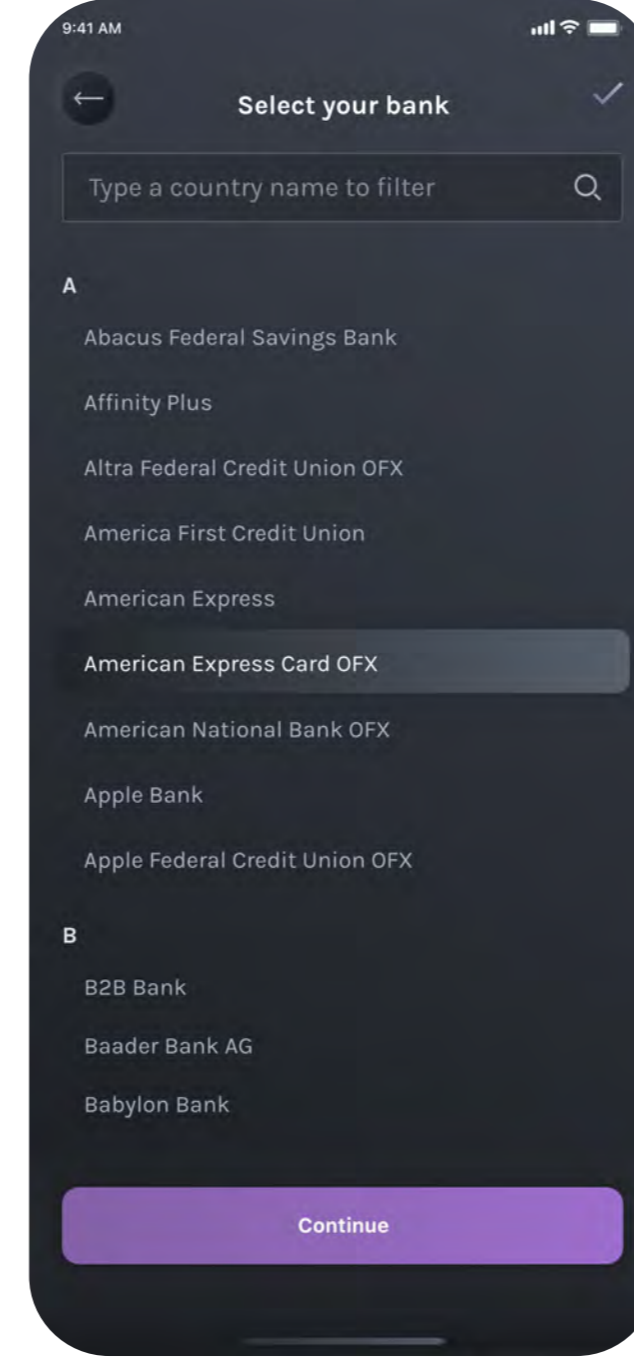 9:41 AM
Select your bank
Type a country name to filter
A
Abacus Federal Savings Bank
Affinity Plus
Altra Federal Credit Union OFX
America First Credit Union
American Express
American Express Card OFX
American National Bank OFX
Apple Bank
Apple Federal Credit Union OFX
B
B2B Bank
Baader Bank AG
Babylon Bank
Continue